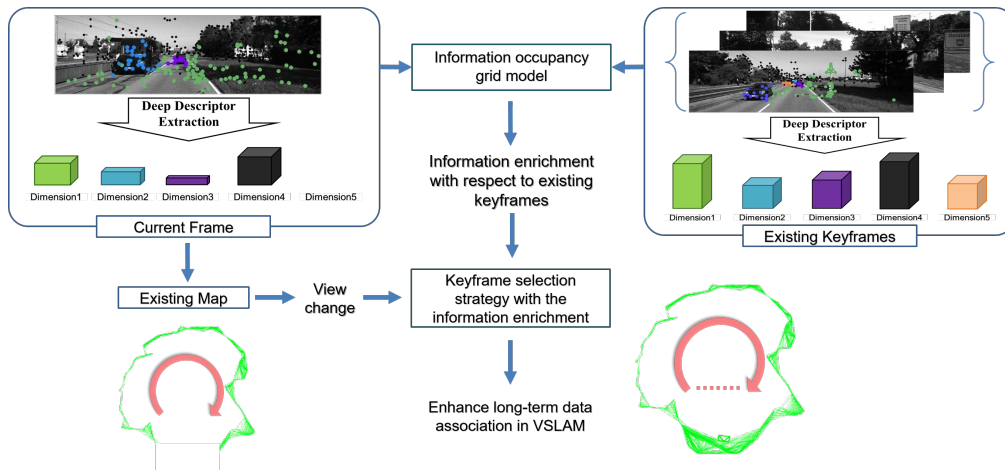 Deep Descriptor
Extraction
Dimension1
Dimension2
Dimension3
Dimension4
Dimension5
Current Frame
Information occupancy
grid model
Deep Descriptor
Extraction
Dimension1
Dimension2
Dimension3
Dimension4
Dimension5
Existing Keyframes
Information enrichment
with respect to existing
keyframes
Existing Map
View
change
Keyframe selection
strategy with the
information enrichment
Enhance long-term data
association in VSLAM